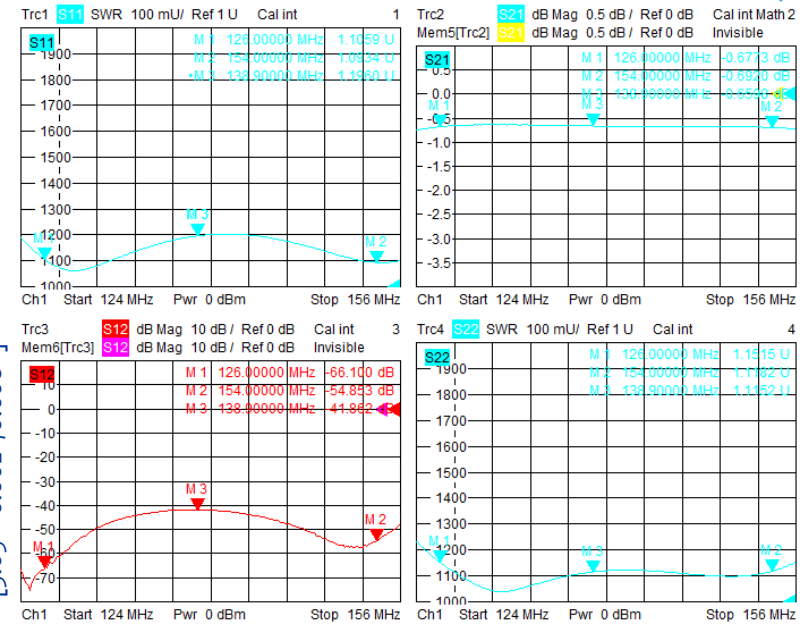 Trc1 S11 SWR 100 mU/ Ref 1 U Cal int 1
S11
M 1 126.00000 MHz 1.1059 U
M 2 154.00000 MHz 1.0934 U
•M 3 138.90000 MHz 1.1960 U
1900
1800
1700
1600
1500
1400
1300
1200
1100
1000
M 3
M 2
Ch1 Start 124 MHz Pwr 0 dBm Stop 156 MHz
Trc2 S21 dB Mag 0.5 dB / Ref 0 dB Cal int Math 2
Mem5[Trc2] S21 dB Mag 0.5 dB / Ref 0 dB Invisible
S21
M 1 126.00000 MHz -0.6773 dB
M 2 154.00000 MHz -0.6920 dB
M 3 138.90000 MHz dB
0.5
0.0
-0.5
-1.0
-1.5
-2.0
-2.5
-3.0
-3.5
M 1
M 3
M 2
Ch1 Start 124 MHz Pwr 0 dBm Stop 156 MHz
Trc3 S12 dB Mag 10 dB / Ref 0 dB Cal int 3
Mem6[Trc3] S12 dB Mag 10 dB / Ref 0 dB Invisible
S12
M 1 126.00000 MHz -66.100 dB
M 2 154.00000 MHz -54.853 dB
M 3 138.90000 MHz -41.862 dB
10
0
-10
-20
-30
-40
-50
-60
-70
M 3
M 2
M 1
Ch1 Start 124 MHz Pwr 0 dBm Stop 156 MHz
Trc4 S22 SWR 100 mU/ Ref 1 U Cal int 4
S22
M 1 126.00000 MHz 1.1515 U
M 2 154.00000 MHz 1.1162 U
M 3 138.90000 MHz 1.1152 U
1900
1800
1700
1600
1500
1400
1300
1200
1100
1000
M 1
M 3
M 2
Ch1 Start 124 MHz Pwr 0 dBm Stop 156 MHz